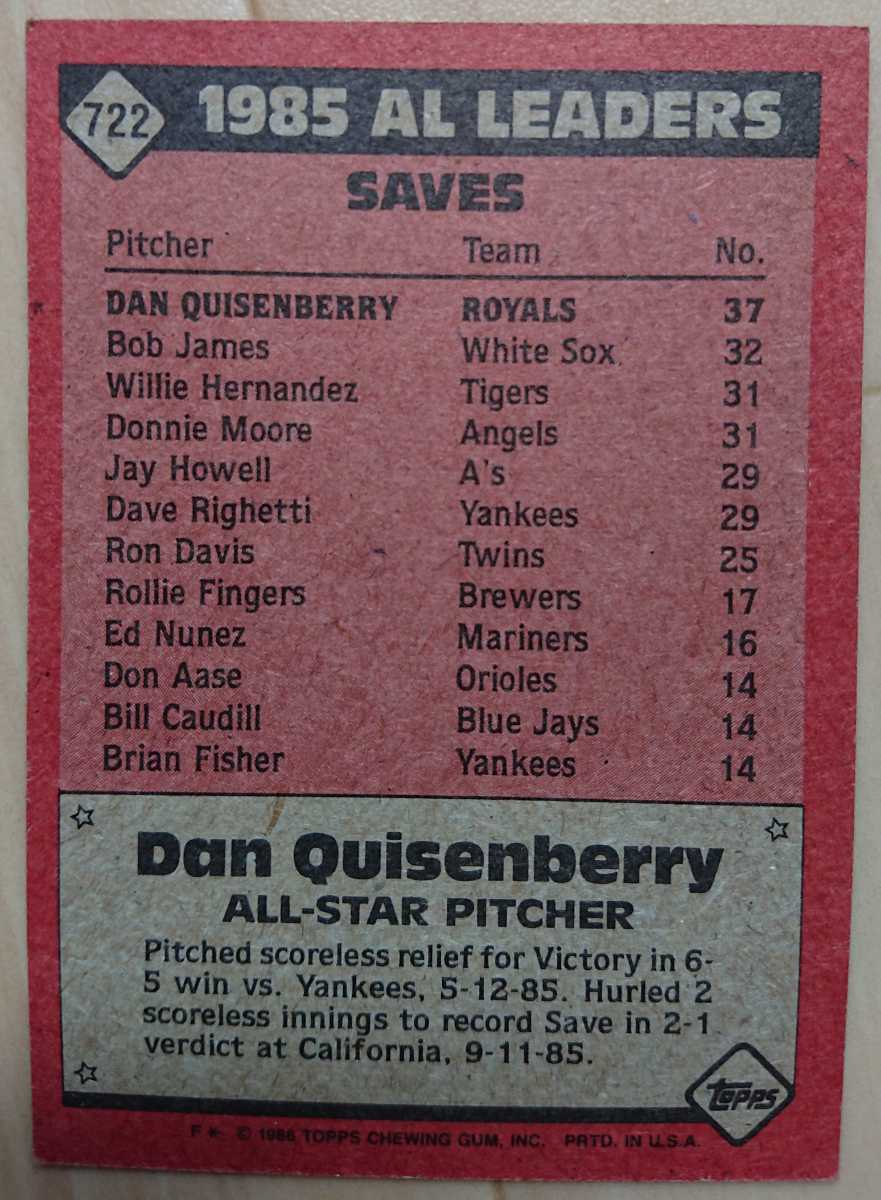 722 1985 AL LEADERS
SAVES
Pitcher Team No.
DAN QUISENBERRY ROYALS 37
Bob James White Sox 32
Willie Hernandez Tigers 31
Donnie Moore Angels 31
Jay Howell A's 29
Dave Righetti Yankees 29
Ron Davis Twins 25
Rollie Fingers Brewers 17
Ed Nunez Mariners 16
Don Aase Orioles 14
Bill Caudill Blue Jays 14
Brian Fisher Yankees 14
Dan Quisenberry
ALL-STAR PITCHER
Pitched scoreless relief for Victory in 6-
5 win vs. Yankees, 5-12-85. Hurled 2
scoreless innings to record Save in 2-1
verdict at California, 9-11-85.
TOPPS
F* © 1986 TOPPS CHEWING GUM, INC. PRTD. IN U.S.A.